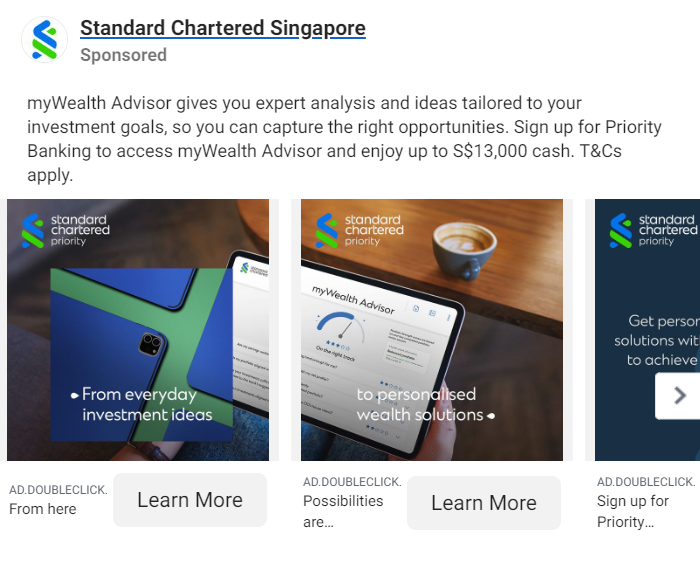 Standard Chartered Singapore
Sponsored
myWealth Advisor gives you expert analysis and ideas tailored to your
investment goals, so you can capture the right opportunities. Sign up for Priority
Banking to access myWealth Advisor and enjoy up to S$13,000 cash. T&Cs
apply.
standard
chartered
priority
From everyday
investment ideas
standard
chartered
priority
myWealth Advisor
On the right track
to personalised
wealth solutions
standard
chartered
priority
Get person
solutions wit
to achieve
AD.DOUBLECLICK.
From here
Learn More
AD.DOUBLECLICK.
Possibilities
are...
Learn More
AD.DOUBLECLICK.
Sign up for
Priority...